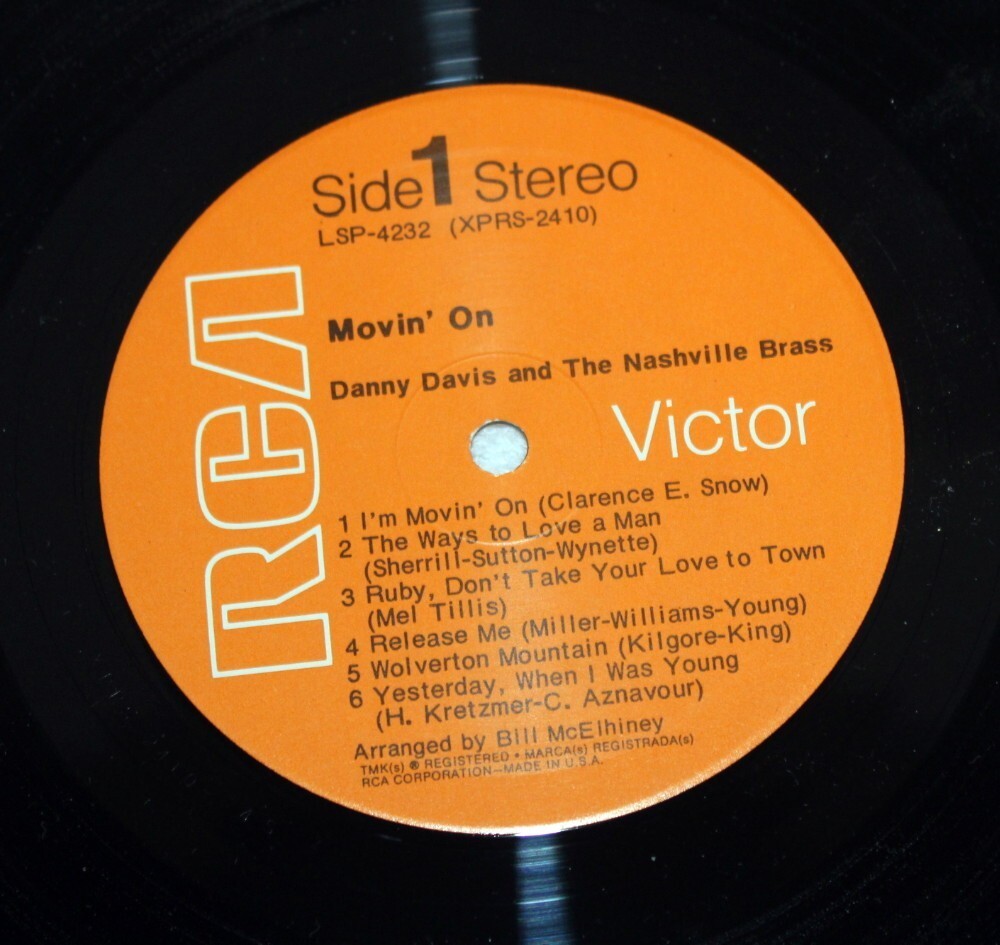 Side 1 Stereo
LSP-4232 (XPRS-2410)
RCA
Movin' On
Danny Davis and The Nashville Brass
Victor
1 I'm Movin' On (Clarence E. Snow)
2 The Ways to Love a Man
(Sherrill-Sutton-Wynette)
3 Ruby, Don't Take Your Love to Town
(Mel Tillis)
4 Release Me (Miller-Williams-Young)
5 Wolverton Mountain (Kilgore-King)
6 Yesterday, When I Was Young
(H. Kretzmer-C. Aznavour)
Arranged by Bill McElhiney
TMK(s) ® REGISTERED • MARCA(s) REGISTRADA(s)
RCA CORPORATION—MADE IN U.S.A.